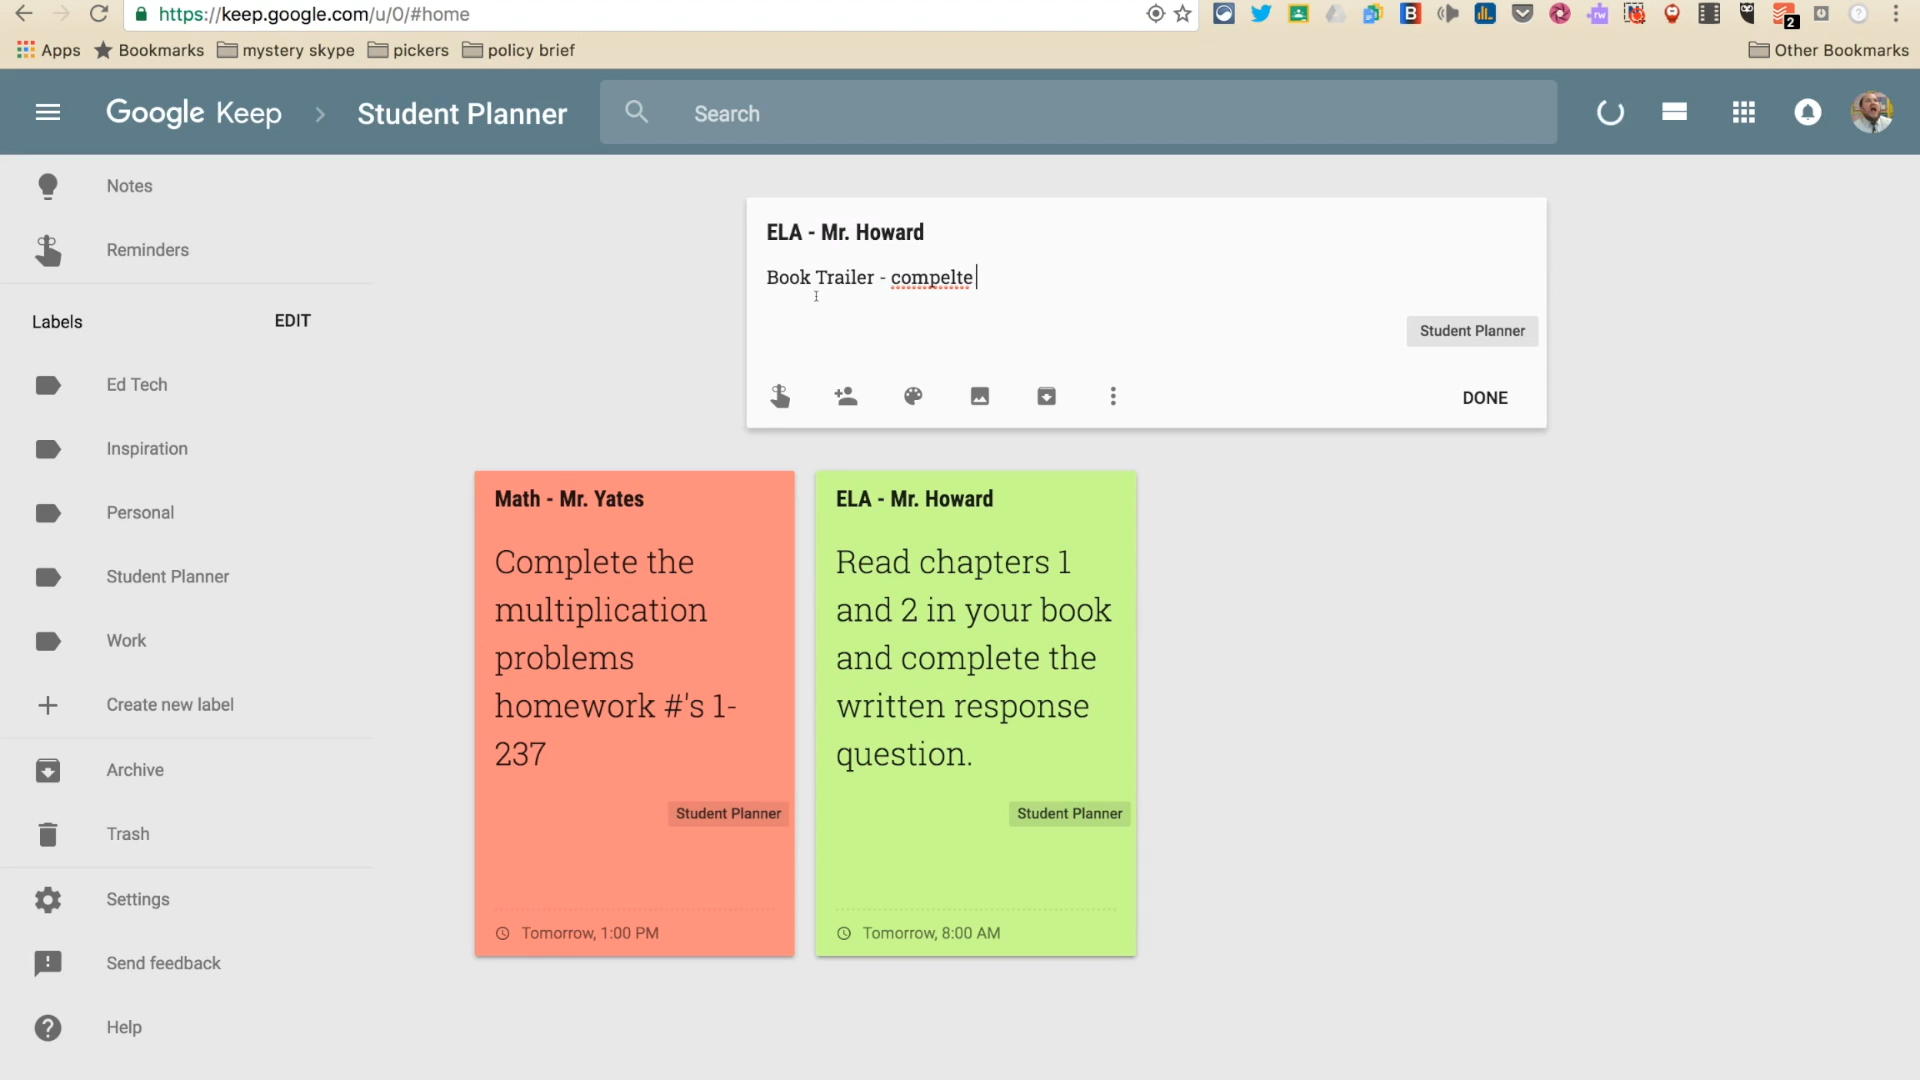 https://keep.google.com/u/0/#home
Apps Bookmarks mystery skype pickers policy brief Other Bookmarks
Google Keep > Student Planner Search
Notes
Reminders
Labels EDIT
Ed Tech
Inspiration
Personal
Student Planner
Work
Create new label
Archive
Trash
Settings
Send feedback
Help
ELA - Mr. Howard
Book Trailer - compelte
Student Planner
DONE
Math - Mr. Yates
Complete the
multiplication
problems
homework #'s 1-
237
Student Planner
Tomorrow, 1:00 PM
ELA - Mr. Howard
Read chapters 1
and 2 in your book
and complete the
written response
question.
Student Planner
Tomorrow, 8:00 AM
B
rw
2